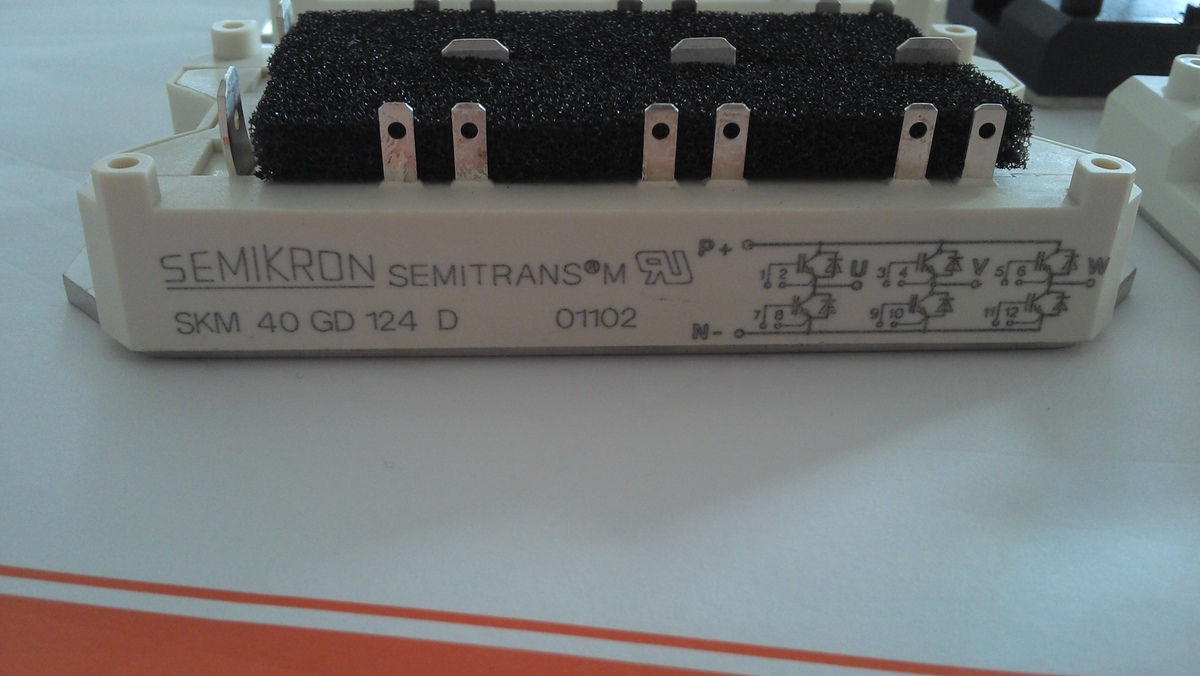 SEMIKRON SEMITRANS®M
SKM 40 GD 124 D 01102
P+
1 2 U 3 4 V 5 6 W
7 8 9 10 11 12
N-